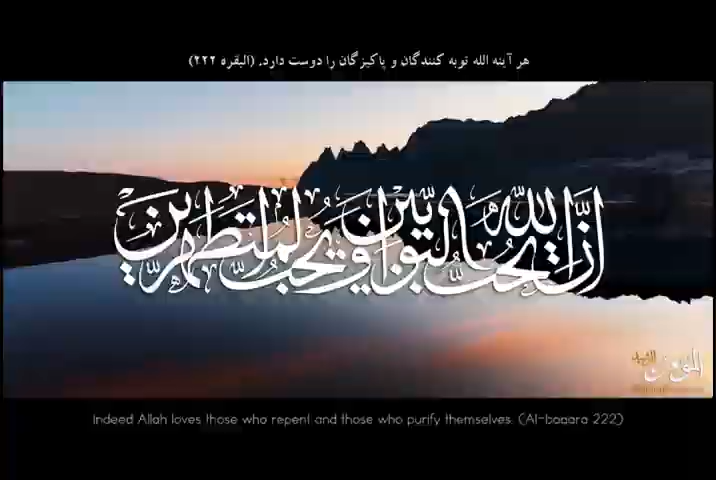 هر آینه الله توبه کنندگان و پاکیزگان را دوست دارد. (البقره ۲۲۲)
إن الله يحب التوابين ويحب المتطهرين
Indeed Allah loves those who repent and those who purify themselves. (Al-baqara 222)